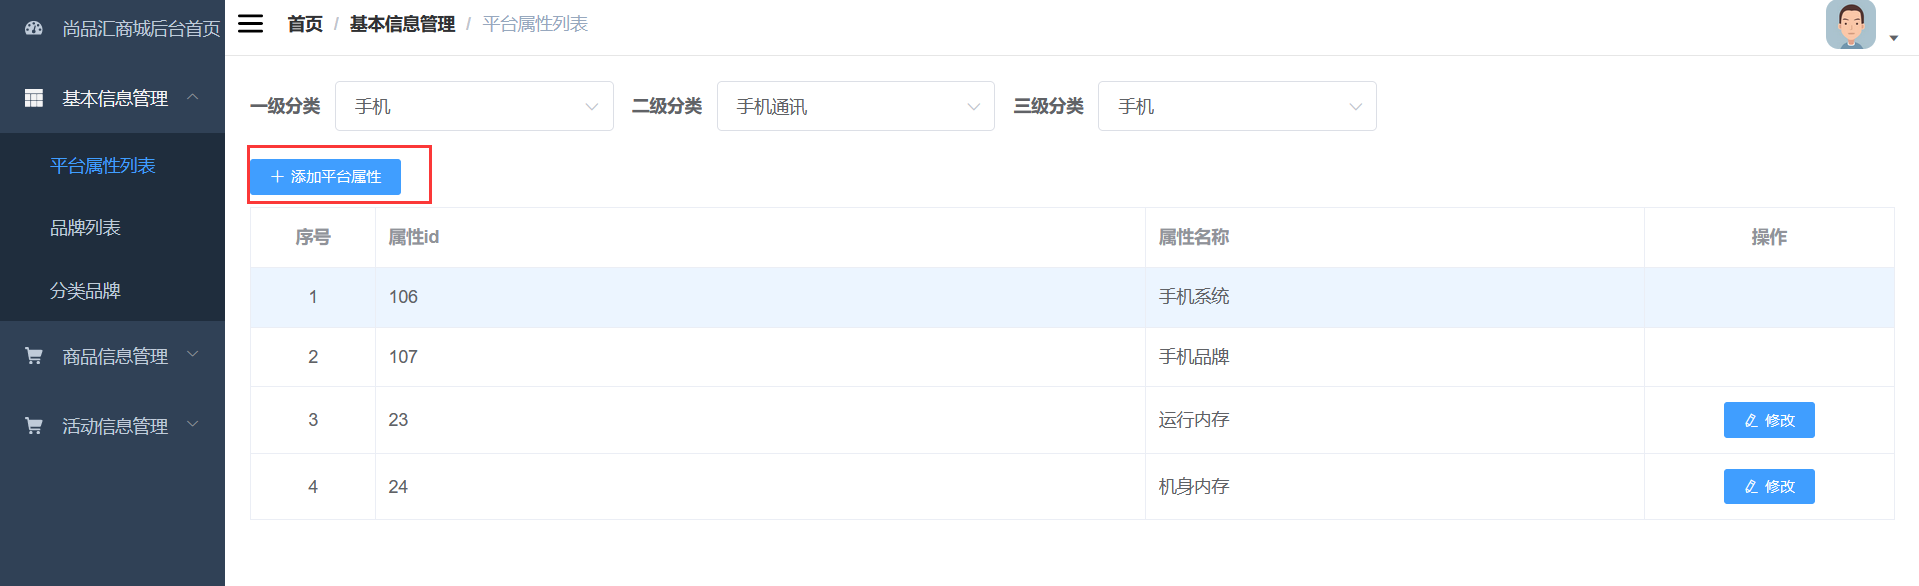 尚品汇商城后台首页
基本信息管理
平台属性列表
品牌列表
分类品牌
商品信息管理
活动信息管理
首页 / 基本信息管理 / 平台属性列表
一级分类 手机 二级分类 手机通讯 三级分类 手机
添加平台属性
序号 属性id 属性名称 操作
1 106 手机系统
2 107 手机品牌
3 23 运行内存 修改
4 24 机身内存 修改